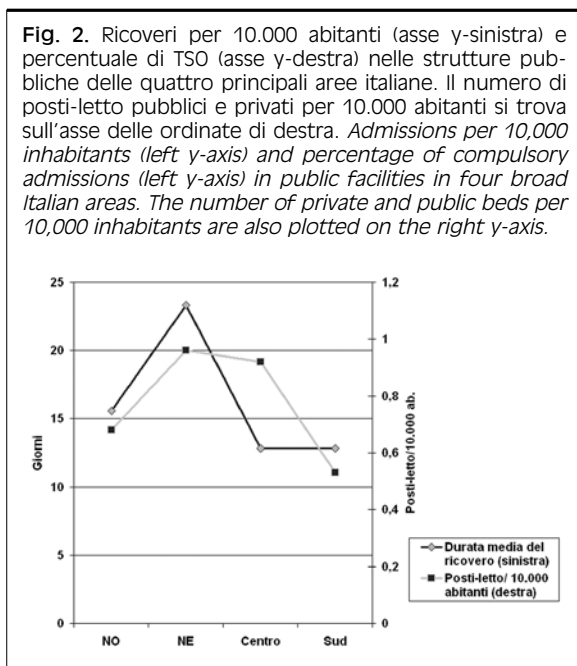 Fig. 2. Ricoveri per 10.000 abitanti (asse y-sinistra) e
percentuale di TSO (asse y-destra) nelle strutture pub-
bliche delle quattro principali aree italiane. Il numero di
posti-letto pubblici e privati per 10.000 abitanti si trova
sull'asse delle ordinate di destra. Admissions per 10,000
inhabitants (left y-axis) and percentage of compulsory
admissions (left y-axis) in public facilities in four broad
Italian areas. The number of private and public beds per
10,000 inhabitants are also plotted on the right y-axis.
25
20
15
10
5
0
Giorni
1,2
1
0,8
0,6
0,4
0,2
0
Posti-letto/10.000 ab.
NO NE Centro Sud
Durata media del
ricovero (sinistra)
Posti-letto/ 10.000
abitanti (destra)